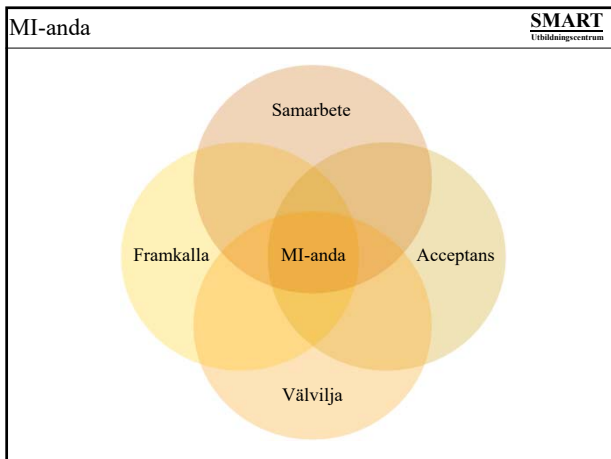 MI-anda
SMART
Utbildningscentrum
Samarbete
Framkalla
MI-anda
Acceptans
Välvilja